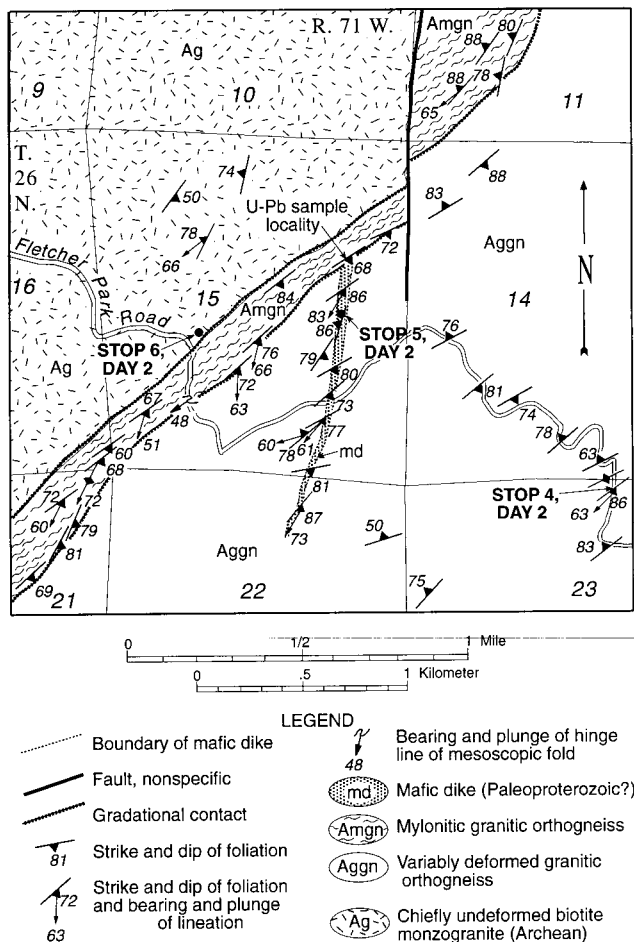 R. 71 W.
Amgn
80
88
Ag
78
88
65
9
10
11
T.
26
N.
74
50
88
83
U-Pb sample
locality
78
66
72
Aggn
N
Fletcher Park Road
68
16
15
84
86
14
Amgn
83
86
STOP 5,
DAY 2
76
STOP 6,
DAY 2
76
66
79
80
Ag
72
63
81
74
67
48
73
78
51
60
77
78
61
md
63
60
68
81
STOP 4,
DAY 2
86
72
72
63
60
87
79
73
50
83
81
Aggn
69
75
21
22
23
0 1/2 1 Mile
0 .5 1 Kilometer
LEGEND
Boundary of mafic dike
Fault, nonspecific
Gradational contact
81 Strike and dip of foliation
72
63
Strike and dip of foliation
and bearing and plunge
of lineation
48
Bearing and plunge of hinge
line of mesoscopic fold
md Mafic dike (Paleoproterozoic?)
Amgn Mylonitic granitic orthogneiss
Aggn Variably deformed granitic
orthogneiss
Ag Chiefly undeformed biotite
monzogranite (Archean)